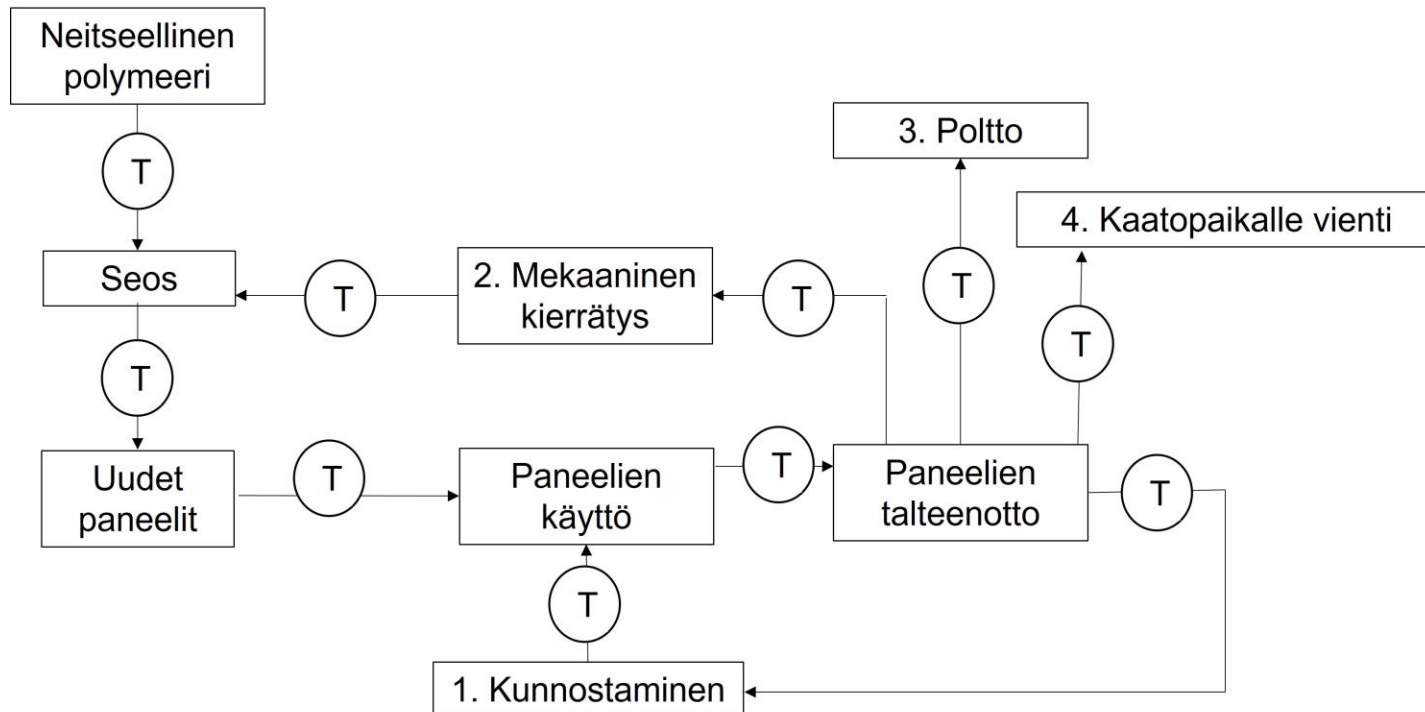 Neitseellinen
polymeeri
T
3. Poltto
4. Kaatopaikalle vienti
Seos
T
2. Mekaaninen
kierrätys
T
T
T
T
Uudet
paneelit
T
Paneelien
käyttö
T
Paneelien
talteenotto
T
T
1. Kunnostaminen